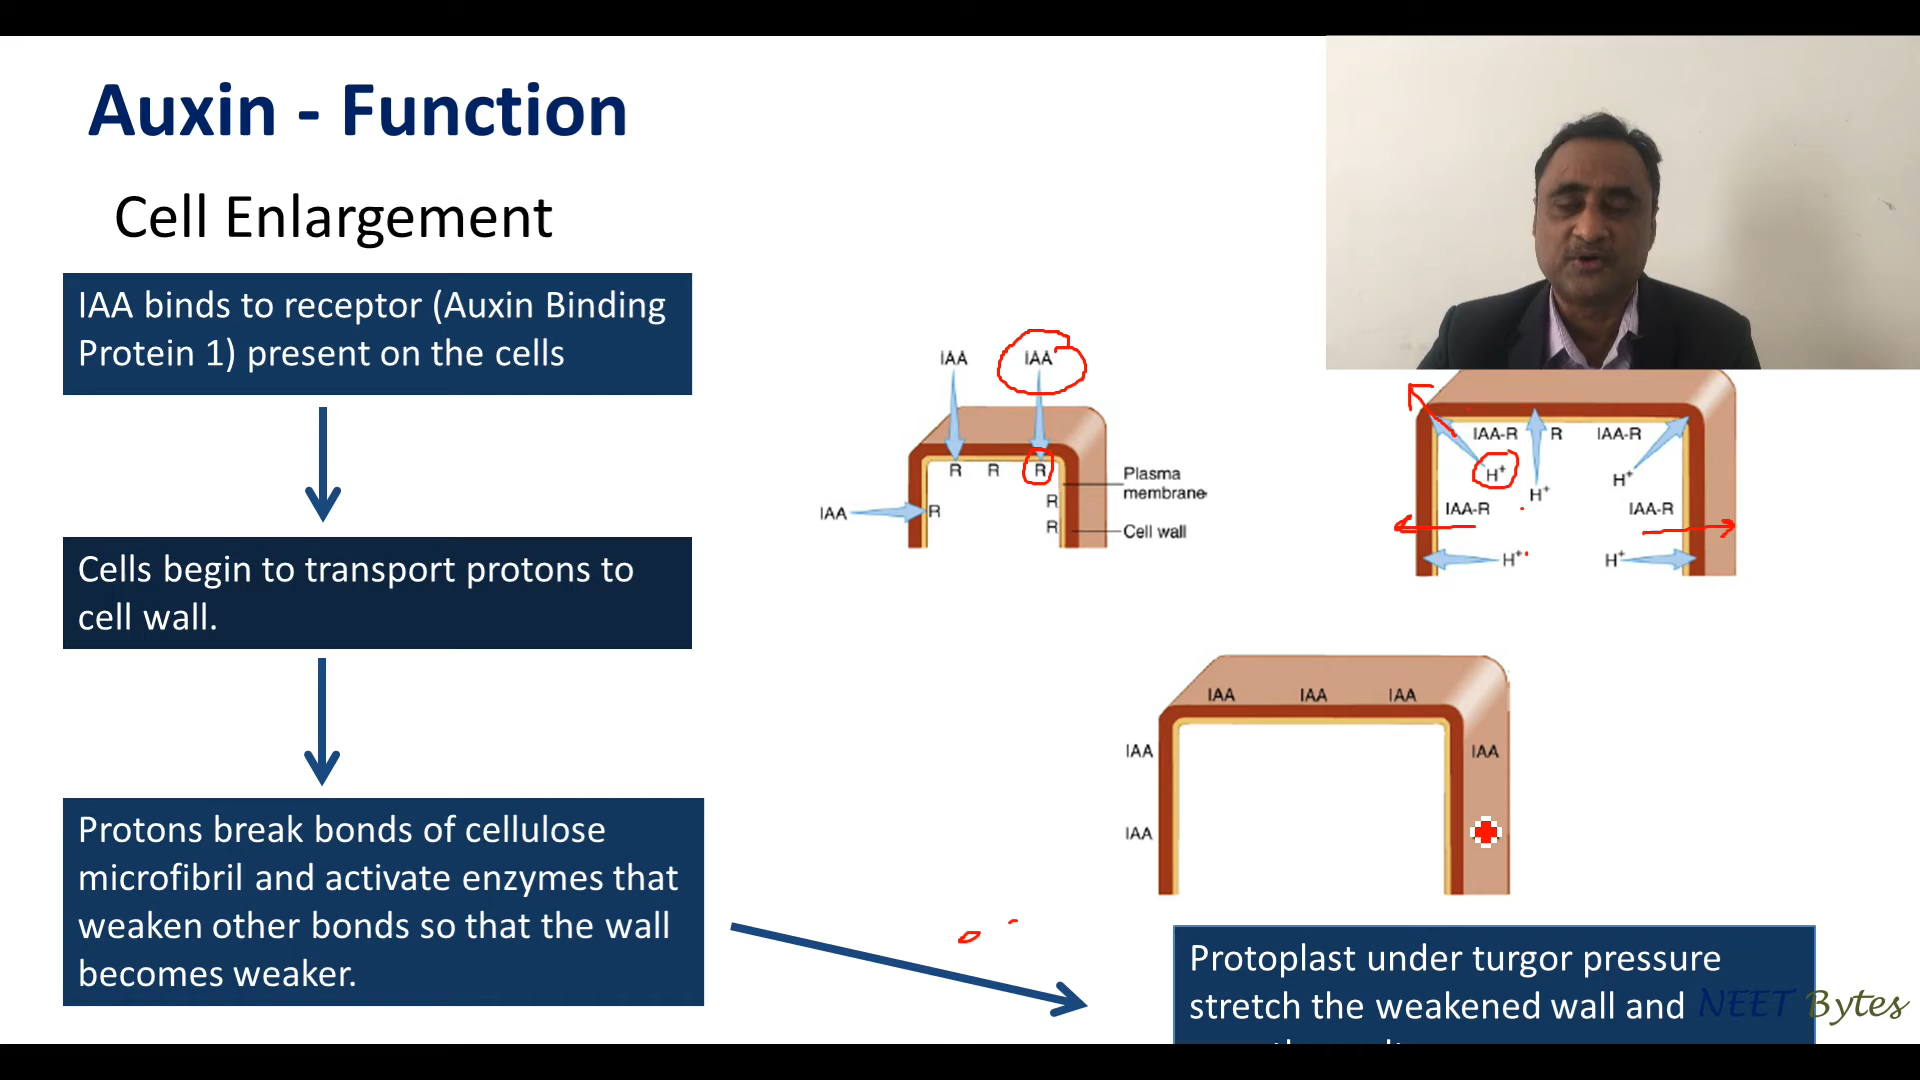 Auxin - Function
Cell Enlargement
IAA binds to receptor (Auxin Binding
Protein 1) present on the cells
Cells begin to transport protons to
cell wall.
Protons break bonds of cellulose
microfibril and activate enzymes that
weaken other bonds so that the wall
becomes weaker.
IAA IAA
R R R
Plasma
membrane
R
IAA R
R
Cell wall
IAA-R R IAA-R
H+ H+ H+
IAA-R IAA-R
H+ H+
IAA IAA IAA
IAA IAA
IAA
Protoplast under turgor pressure
stretch the weakened wall and
NEET Bytes